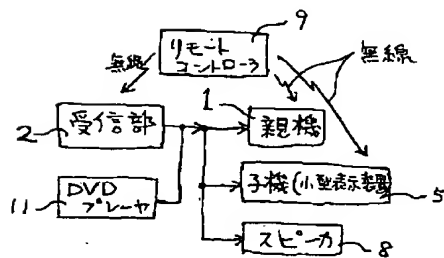 9
リモート
コントローラ
無線
無線
1
2
受信部
親機
DVD
プレーヤ
11
子機(小型表示装置)
5
スピーカ
8